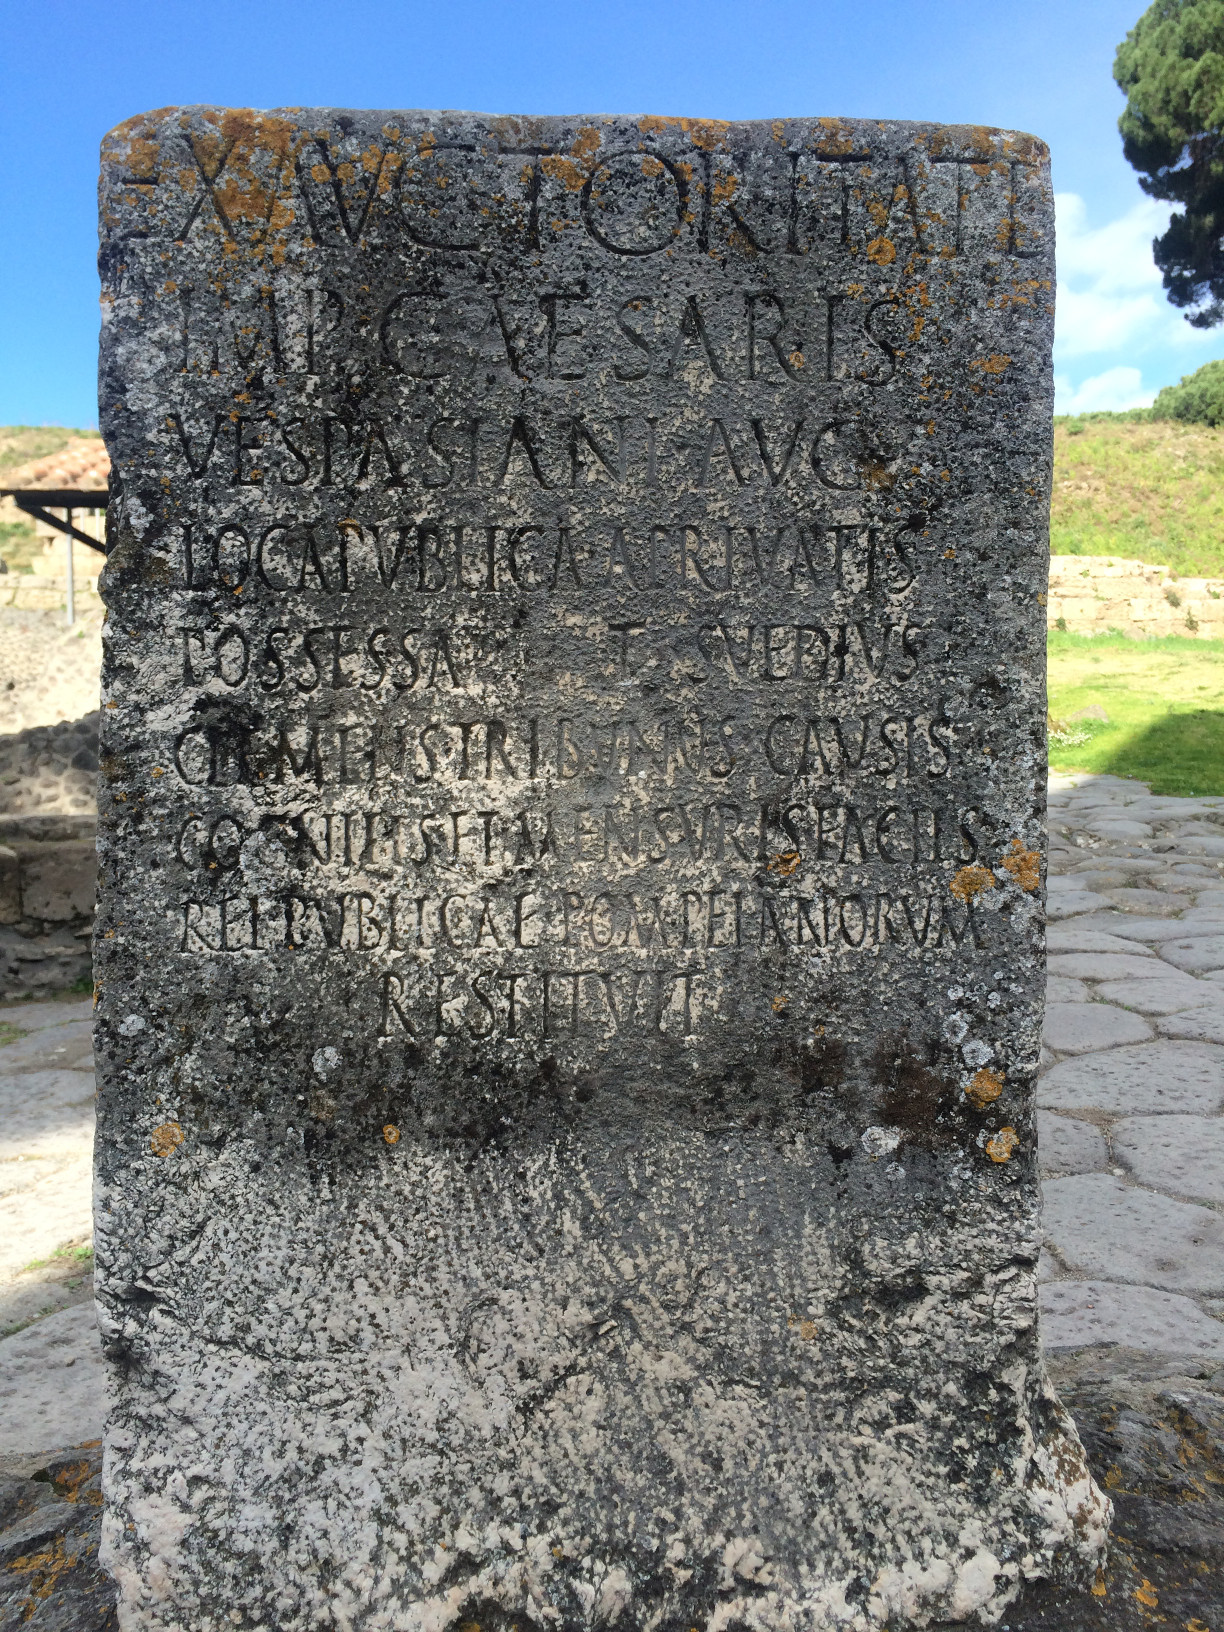 EX AVCTORITATE
IMP CAESARIS
VESPASIANI AVG
LOCA PVBLICA A PRIVATIS
POSSESSA T SVEDIVS
CLEMENS TRIBVNVS CAVSIS
COGNITIS ET MENSVRIS FACTIS
REI PVBLICAE POMPEIANORVM
RESTITVIT